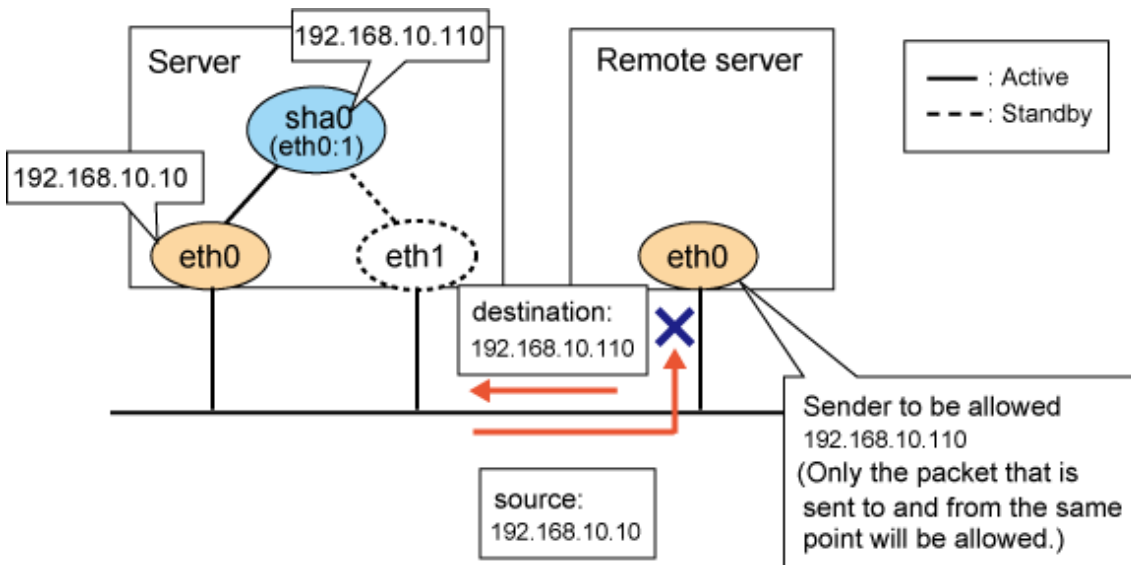 192.168.10.110
Server
Remote server
: Active
: Standby
sha0
(eth0:1)
192.168.10.10
eth0
eth1
eth0
destination:
192.168.10.110
Sender to be allowed
192.168.10.110
(Only the packet that is
sent to and from the same
point will be allowed.)
source:
192.168.10.10